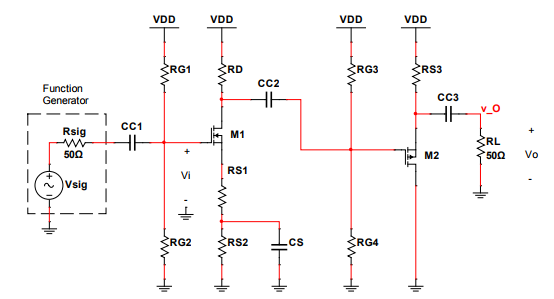 VDD
VDD
VDD
VDD
RG1
RD
RG3
RS3
CC2
CC3
Function
Generator
v_O
Rsig
CC1
50Ω
M1
RL
50Ω
+
+
M2
Vo
-
Vsig
+
~
-
Vi
-
RS1
RG2
RS2
CS
RG4